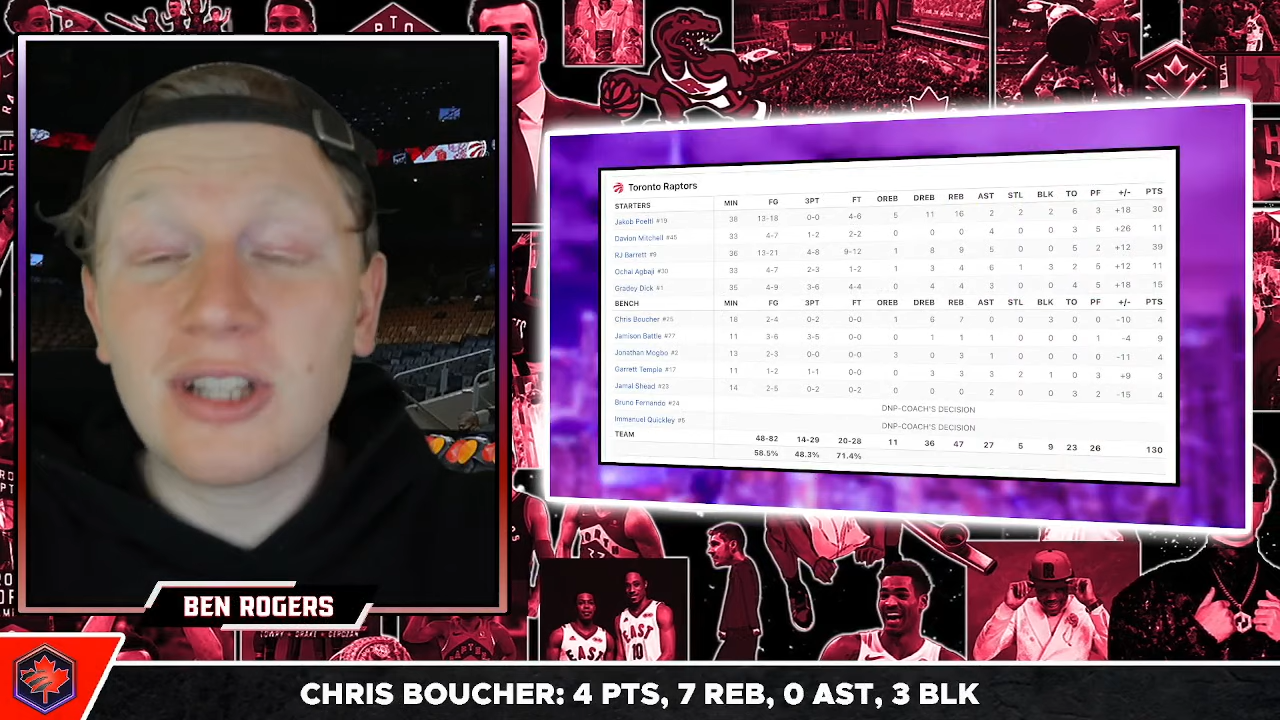 Toronto Raptors
STARTERS MIN FG 3PT FT OREB DREB REB AST STL BLK TO PF +/- PTS
Jakob Poeltl #19 38 13-18 0-0 4-6 5 11 16 2 2 2 6 3 +18 30
Davion Mitchell #45 33 4-7 1-2 2-2 0 0 0 4 0 0 3 5 +26 11
RJ Barrett #9 36 13-21 4-8 9-12 1 8 9 5 0 0 5 2 +12 39
Ochai Agbaji #30 33 4-7 2-3 1-2 1 3 4 6 1 3 2 5 +12 11
Gradey Dick #1 35 4-9 3-6 4-4 0 4 4 3 0 0 4 5 +18 15
BENCH MIN FG 3PT FT OREB DREB REB AST STL BLK TO PF +/- PTS
Chris Boucher #25 18 2-4 0-2 0-0 1 6 7 0 0 3 0 0 -10 4
Jamison Battle #77 11 3-6 3-5 0-0 0 1 1 1 0 0 0 1 -4 9
Jonathan Mogbo #2 13 2-3 0-0 0-0 3 0 3 1 0 0 0 0 -11 4
Garrett Temple #17 11 1-2 1-1 0-0 0 3 3 3 2 1 0 3 +9 3
Jamal Shead #23 14 2-5 0-2 0-2 0 0 0 2 0 0 3 2 -15 4
Bruno Fernando #24 DNP-COACH'S DECISION
Immanuel Quickley #5 DNP-COACH'S DECISION
TEAM 48-82 14-29 20-28 11 36 47 27 5 9 23 26 130
58.5% 48.3% 71.4%
BEN ROGERS
EAST
EAST
10
LOWRY + DRAKE + DEROZAN
CHRIS BOUCHER: 4 PTS, 7 REB, 0 AST, 3 BLK